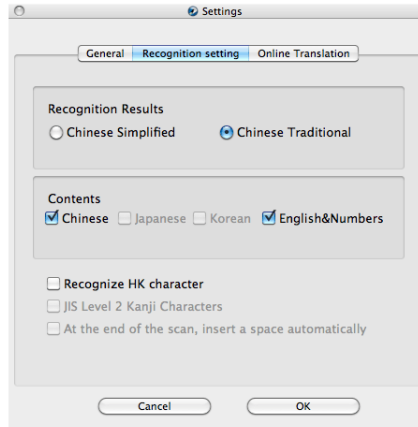 Settings
General Recognition setting Online Translation
Recognition Results
Chinese Simplified Chinese Traditional
Contents
Chinese Japanese Korean English&Numbers
Recognize HK character
JIS Level 2 Kanji Characters
At the end of the scan, insert a space automatically
Cancel OK